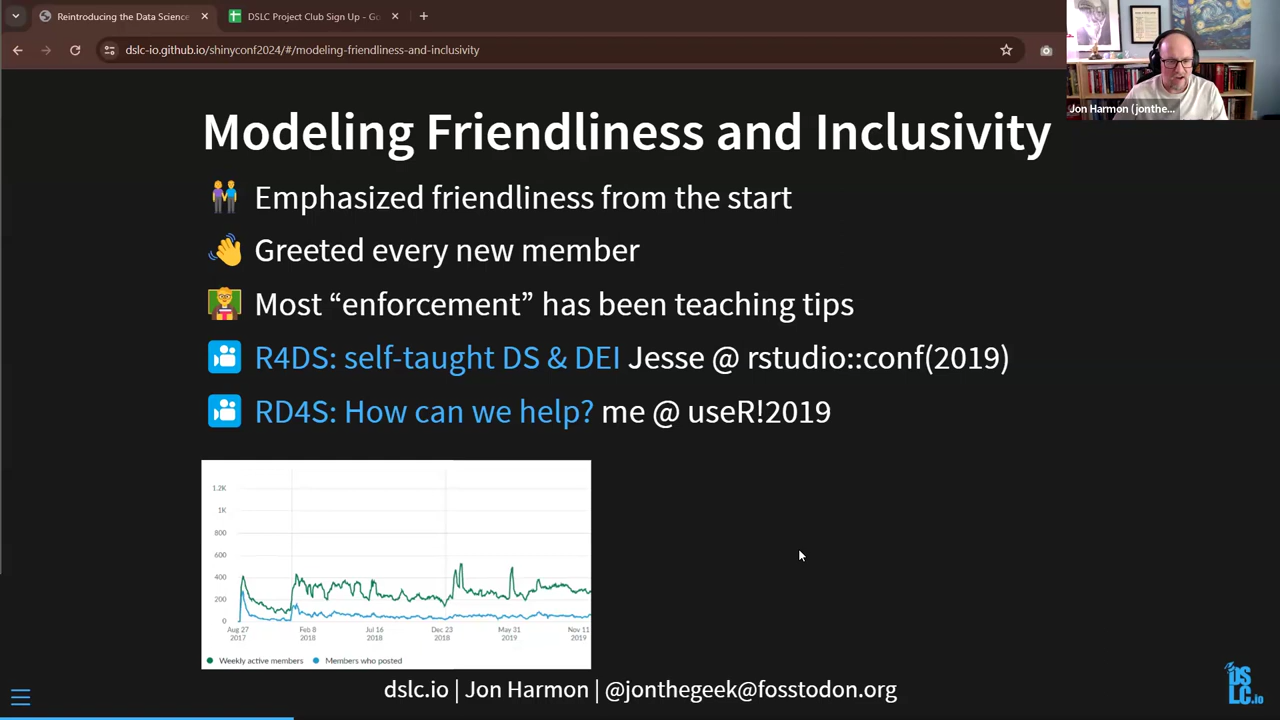 Reintroducing the Data Science
DSLC Project Club Sign Up - Go
dslc-io.github.io/shinyconf2024/#/modeling-friendliness-and-inclusivity
Jon Harmon (jonthe...
Modeling Friendliness and Inclusivity
Emphasized friendliness from the start
Greeted every new member
Most “enforcement” has been teaching tips
R4DS: self-taught DS & DEI Jesse @ rstudio::conf(2019)
RD4S: How can we help? me @ useR!2019
1.2K
1K
800
600
400
200
0
Aug 27 2017
Feb 8 2018
Jul 16 2018
Dec 23 2018
May 31 2019
Nov 11 2019
Weekly active members
Members who posted
dslc.io | Jon Harmon | @jonthegeek@fosstodon.org
DSLC.io